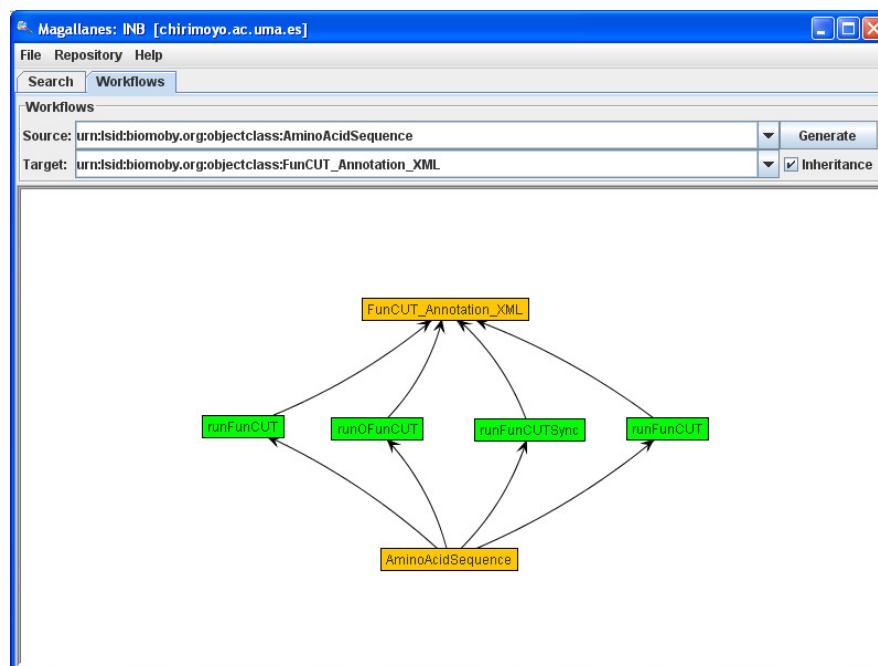 Magallanes: INB [chirimoyo.ac.uma.es]
File Repository Help
Search Workflows
Workflows
Source: urn:lsid:biomoby.org:objectclass:AminoAcidSequence Generate
Target: urn:lsid:biomoby.org:objectclass:FunCUT_Annotation_XML Inheritance
FunCUT_Annotation_XML
runFunCUT runOFunCUT runFunCUTSync runFunCUT
AminoAcidSequence